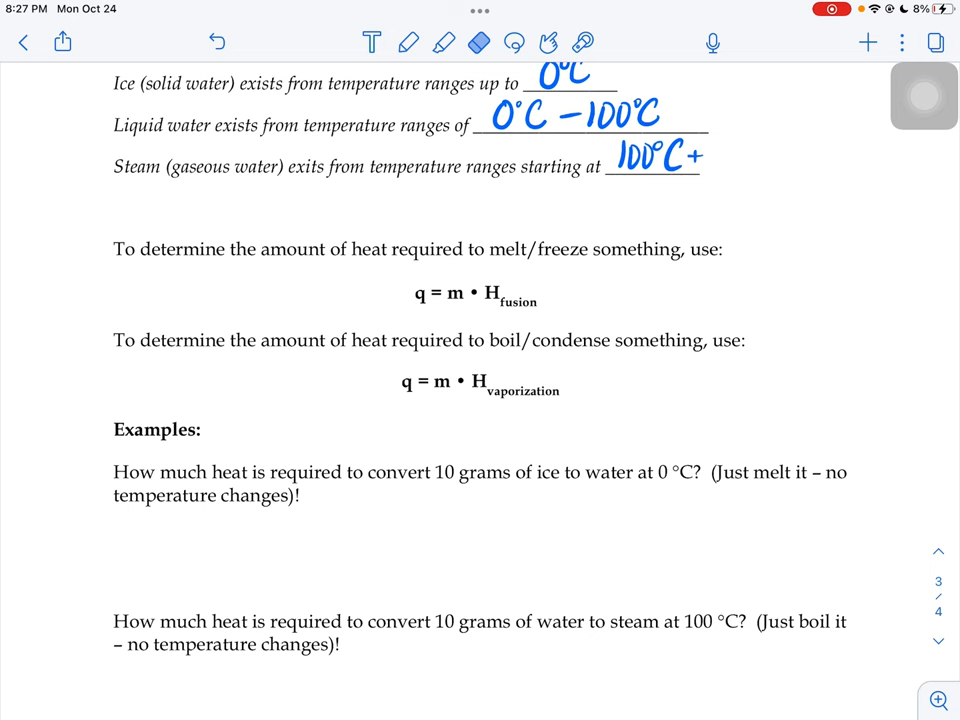 8:27 PM Mon Oct 24
8%
Ice (solid water) exists from temperature ranges up to 0°C
Liquid water exists from temperature ranges of 0°C - 100°C
Steam (gaseous water) exits from temperature ranges starting at 100°C +
To determine the amount of heat required to melt/freeze something, use:
q = m • Hfusion
To determine the amount of heat required to boil/condense something, use:
q = m • Hvaporization
Examples:
How much heat is required to convert 10 grams of ice to water at 0 °C? (Just melt it – no
temperature changes)!
How much heat is required to convert 10 grams of water to steam at 100 °C? (Just boil it
– no temperature changes)!
3
/
4